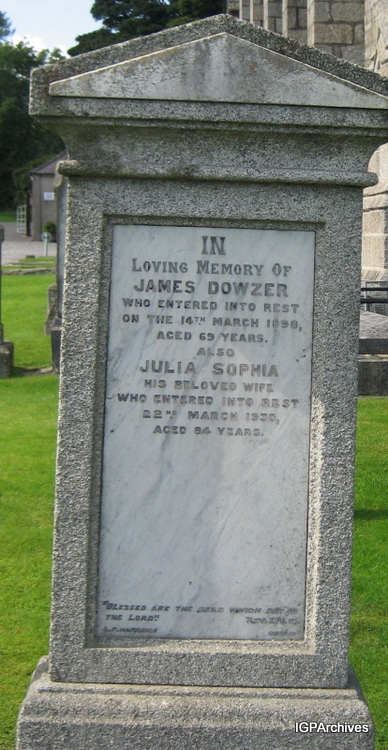 IN
LOVING MEMORY OF
JAMES DOWZER
WHO ENTERED INTO REST
ON THE 14TH MARCH 1898,
AGED 69 YEARS.
ALSO
JULIA SOPHIA
HIS BELOVED WIFE
WHO ENTERED INTO REST
22ND MARCH 1930,
AGED 84 YEARS.
"BLESSED ARE THE DEAD WHICH DIE IN
THE LORD"
IGPArchives